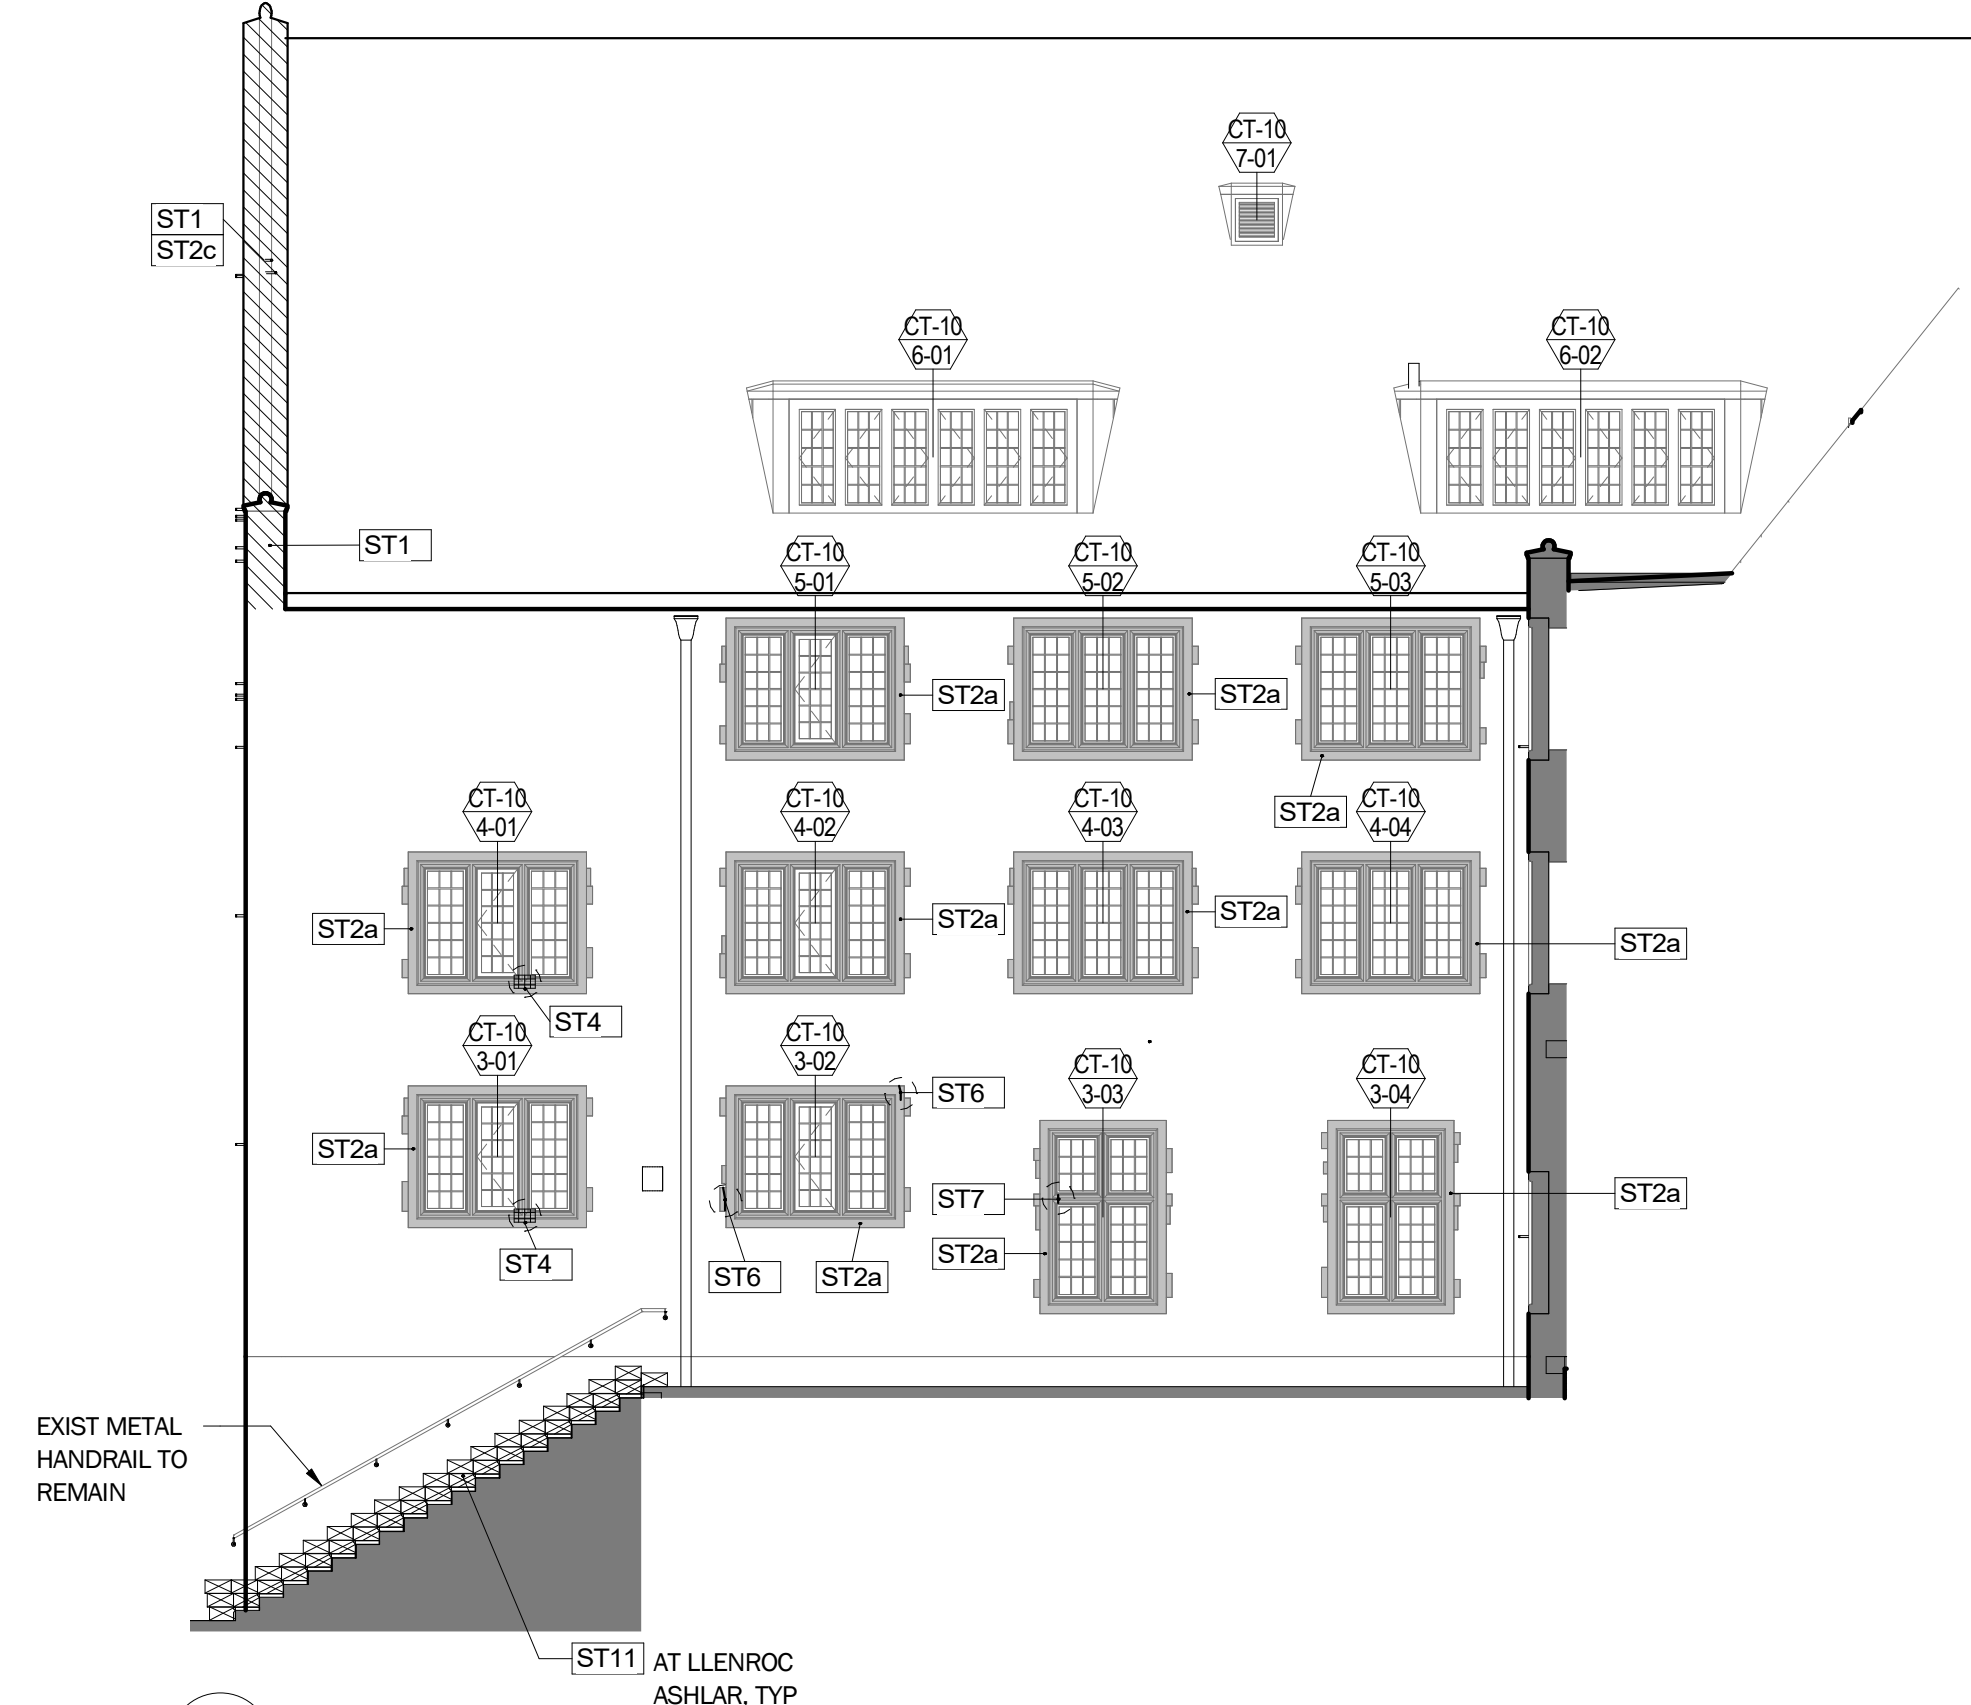 CT-10
7-01
ST1
ST2c
CT-10
6-01
CT-10
6-02
ST1
CT-10
5-01
CT-10
5-02
CT-10
5-03
ST2a
ST2a
ST2a
CT-10
4-01
CT-10
4-02
CT-10
4-03
CT-10
4-04
ST2a
ST2a
ST2a
ST2a
ST4
CT-10
3-01
CT-10
3-02
CT-10
3-03
CT-10
3-04
ST6
ST2a
ST7
ST2a
ST2a
ST4
ST6
ST2a
EXIST METAL
HANDRAIL TO
REMAIN
ST11
AT LLENROC
ASHLAR, TYP